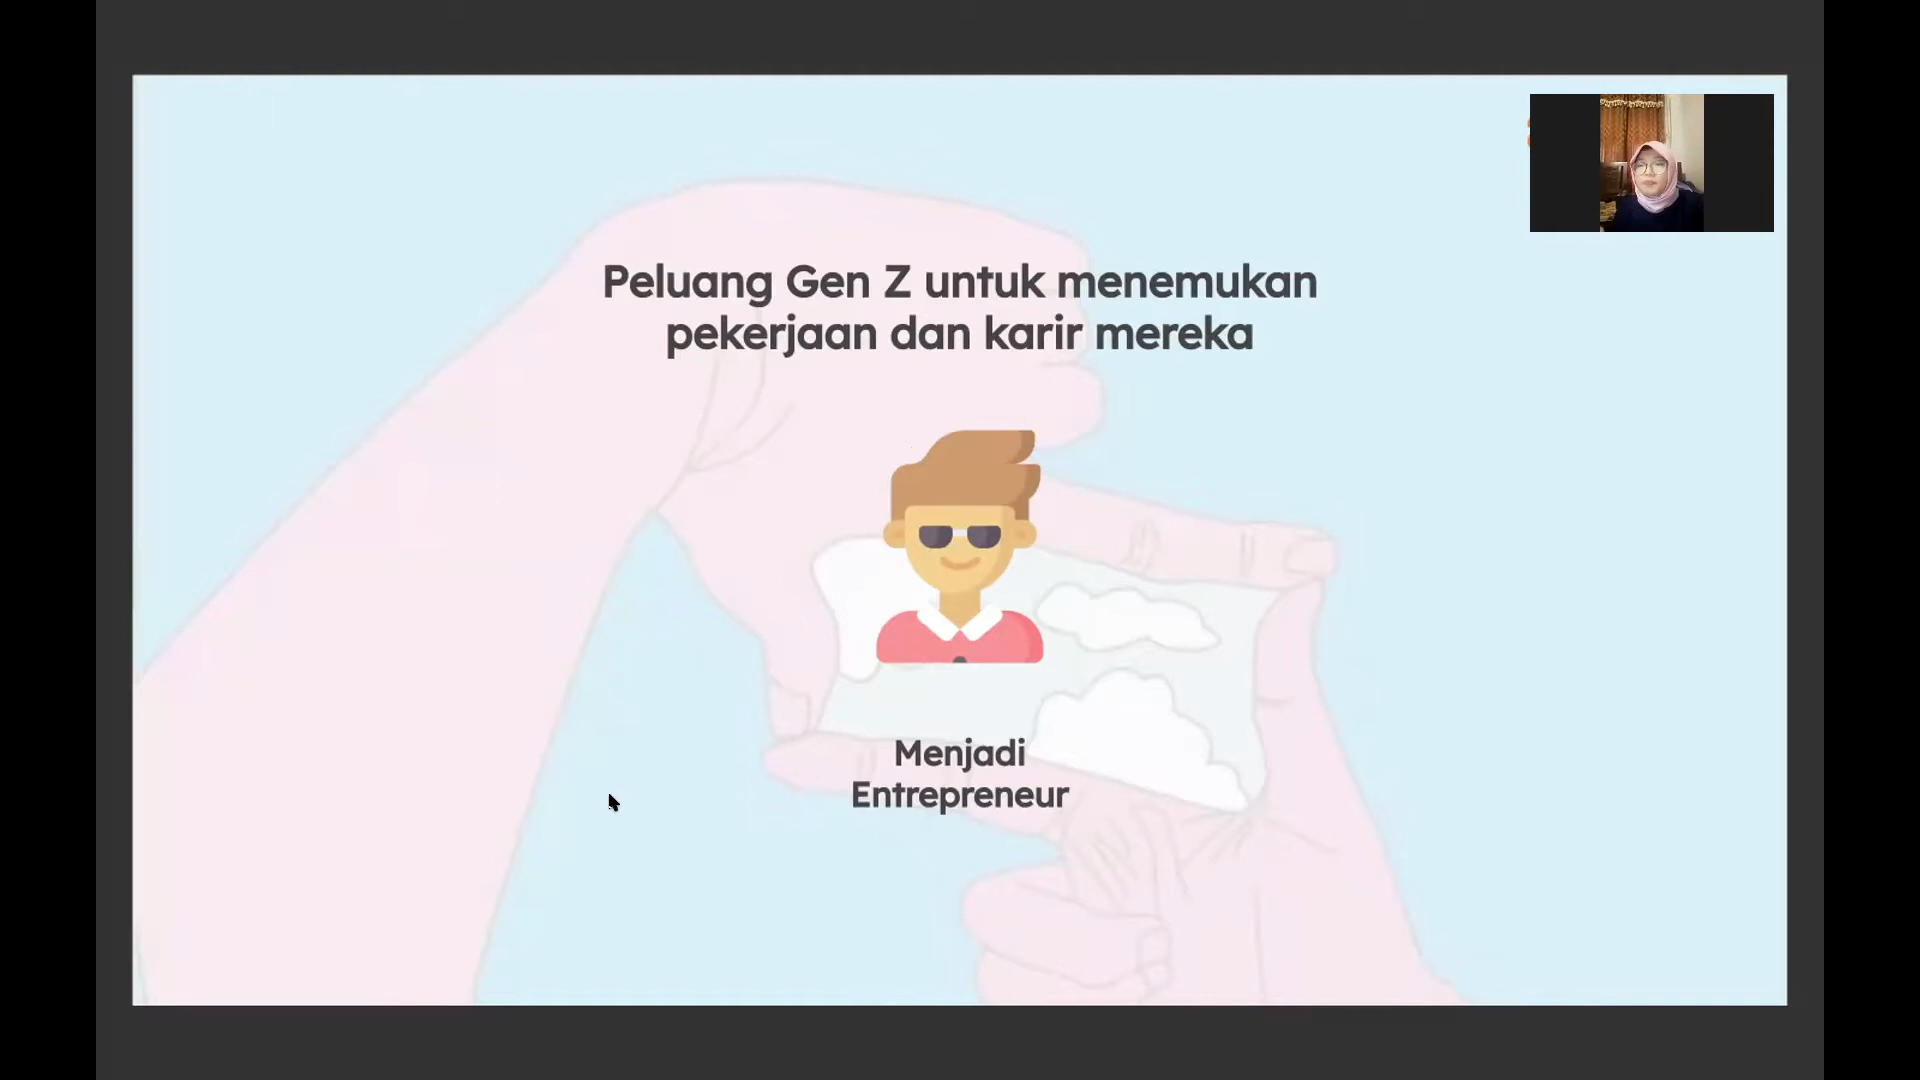 Peluang Gen Z untuk menemukan
pekerjaan dan karir mereka
Menjadi
Entrepreneur